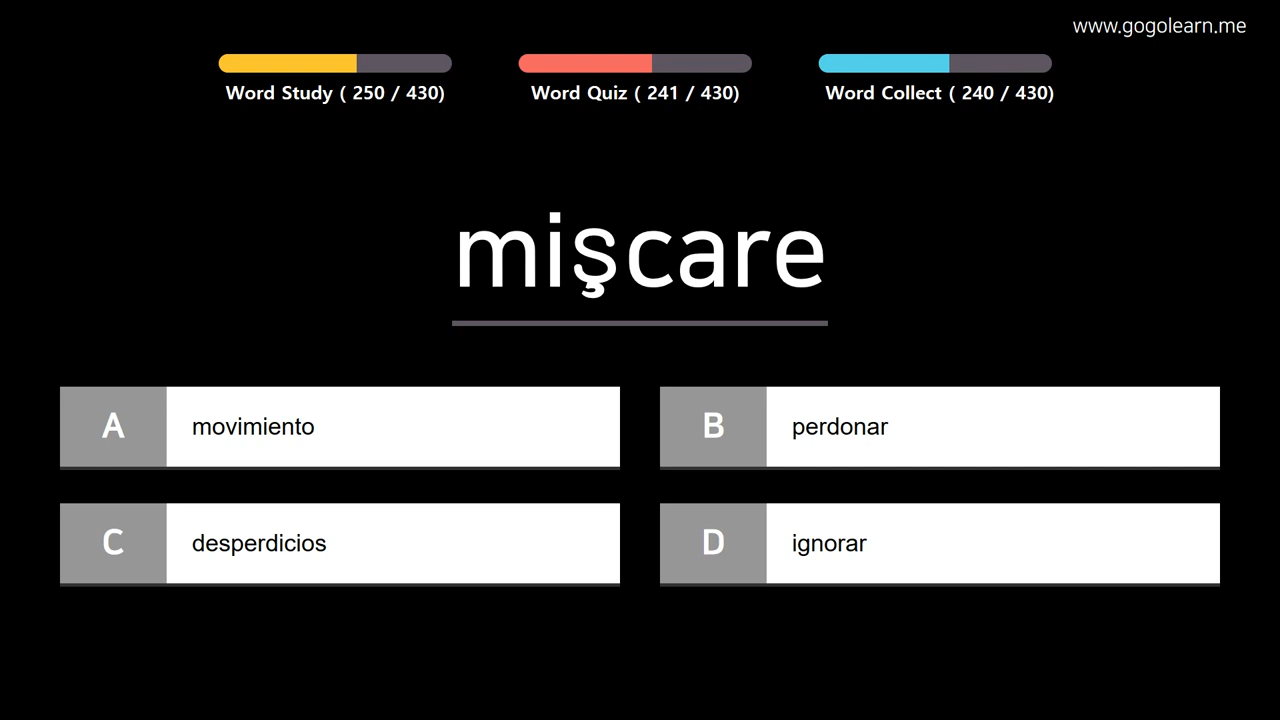 www.gogolearn.me
Word Study ( 250 / 430)
Word Quiz ( 241 / 430)
Word Collect ( 240 / 430)
mişcare
A movimiento
B perdonar
C desperdicios
D ignorar